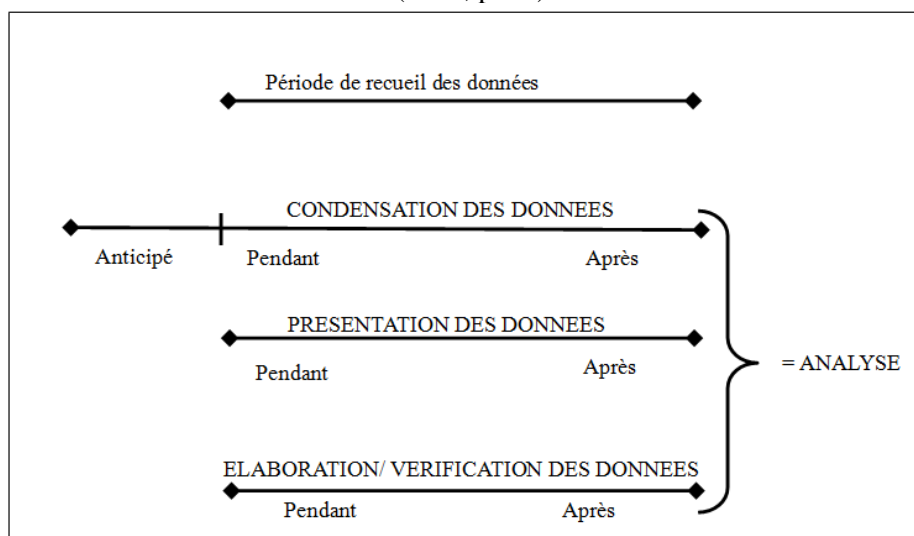 Période de recueil des données
CONDENSATION DES DONNEES
Anticipé Pendant Après
PRESENTATION DES DONNEES
Pendant Après
= ANALYSE
ELABORATION/ VERIFICATION DES DONNEES
Pendant Après